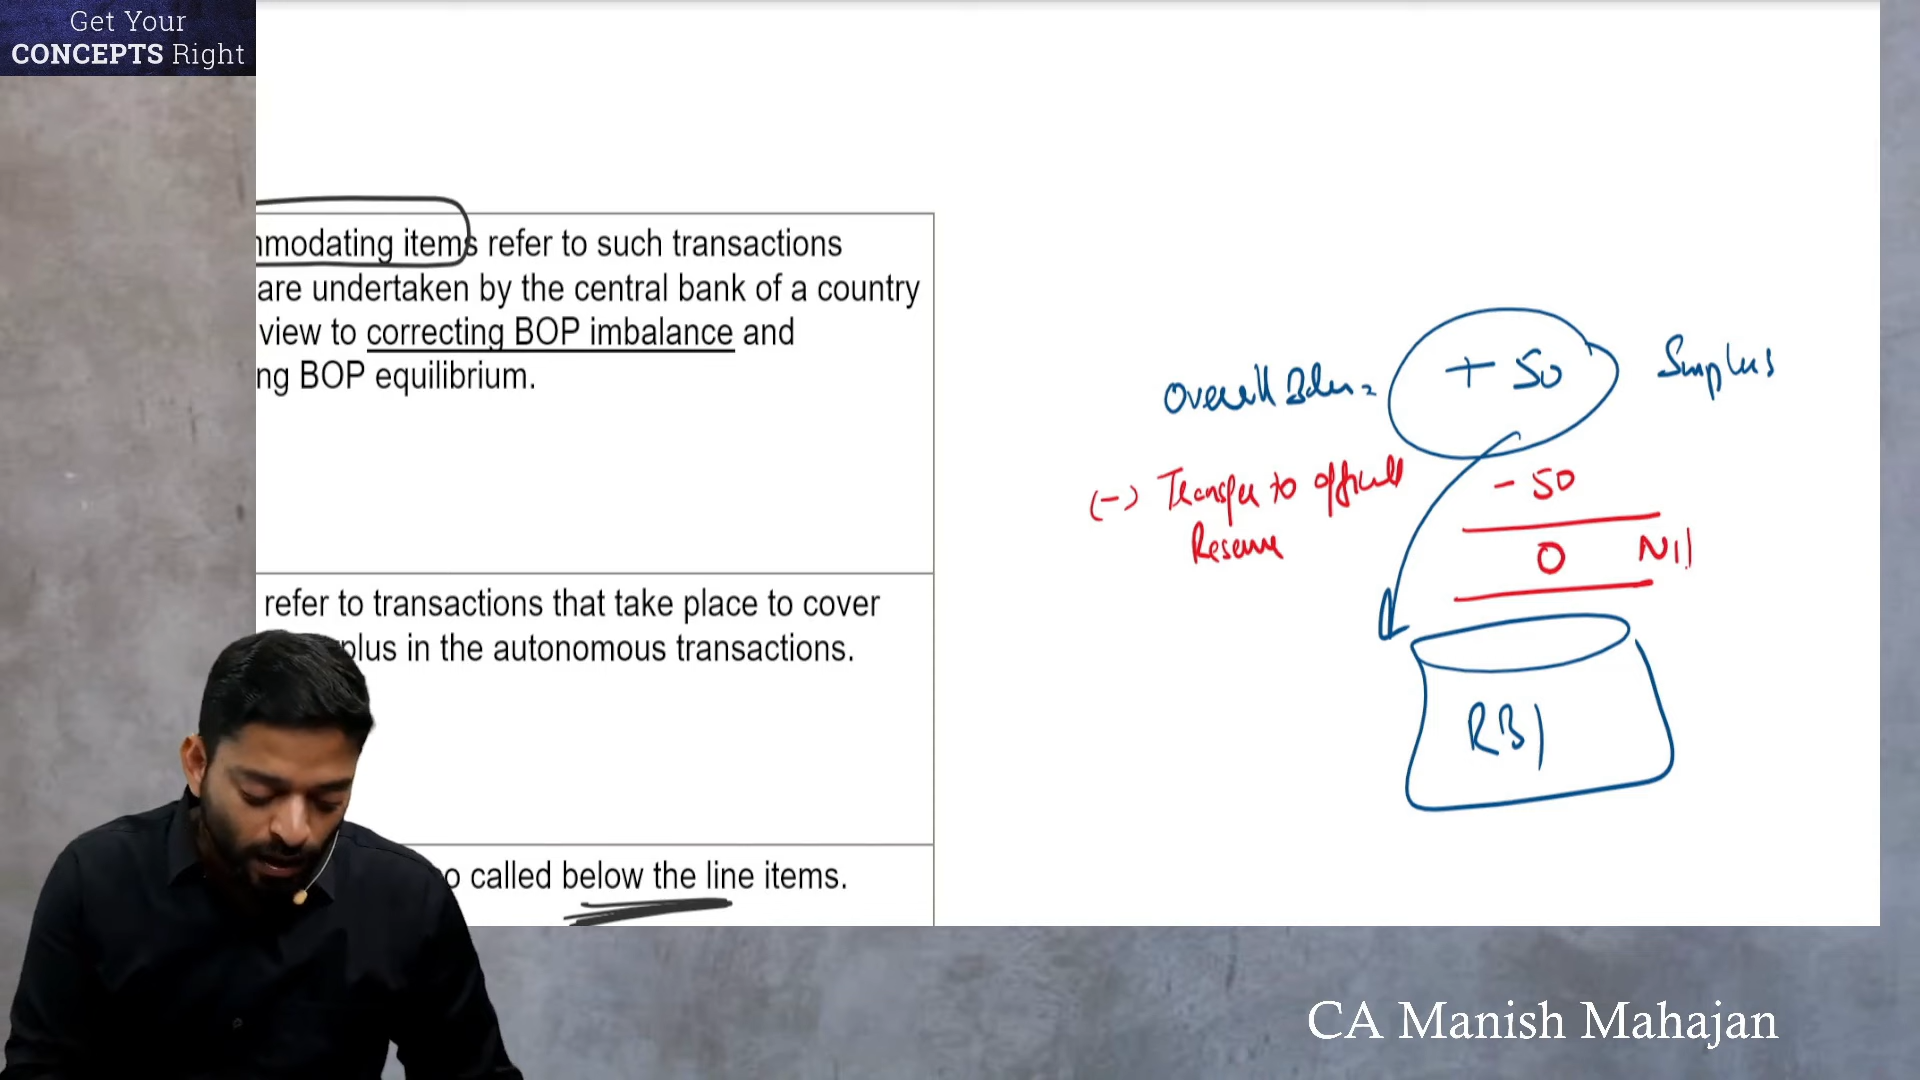 Get Your
CONCEPTS Right
mmodating items refer to such transactions
are undertaken by the central bank of a country
view to correcting BOP imbalance and
ng BOP equilibrium.
refer to transactions that take place to cover
plus in the autonomous transactions.
o called below the line items.
Overall = + 50 Surplus
(-) Transfer to official - 50
Reserve
0 Nil
RBI
CA Manish Mahajan